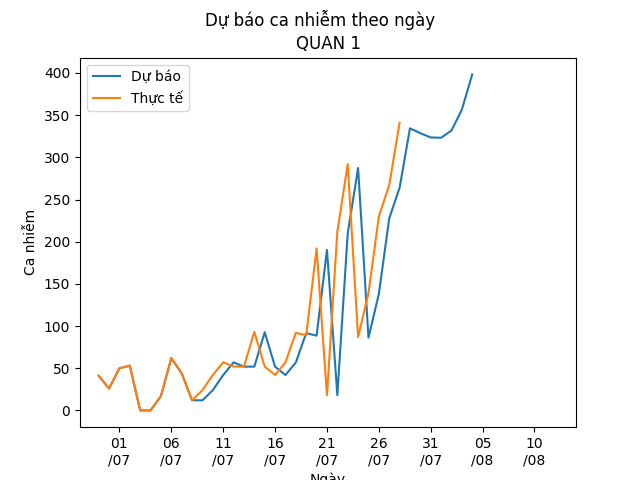 Dự báo ca nhiễm theo ngày
QUAN 1
Dự báo
Thực tế
Ca nhiễm
400
350
300
250
200
150
100
50
0
01 06 11 16 21 26 31 05 10
/07 /07 /07 /07 /07 /07 /07 /08 /08
Ngày